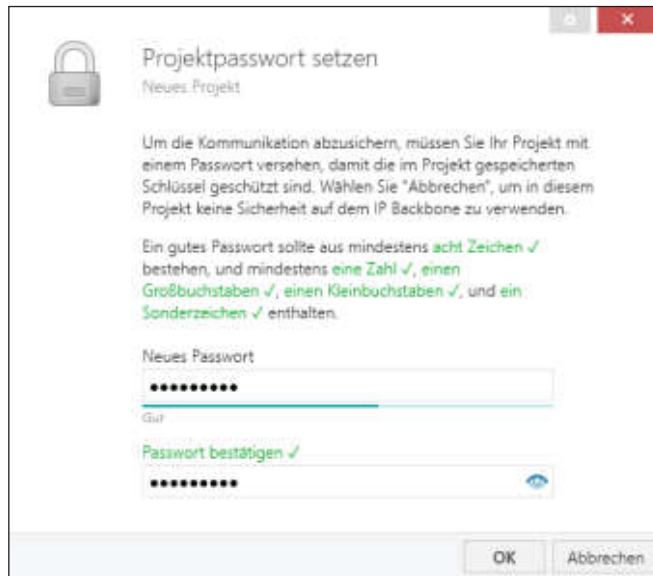 Projektpasswort setzen
Neues Projekt
Um die Kommunikation abzusichern, müssen Sie Ihr Projekt mit
einem Passwort versehen, damit die im Projekt gespeicherten
Schlüssel geschützt sind. Wählen Sie "Abbrechen", um in diesem
Projekt keine Sicherheit auf dem IP Backbone zu verwenden.
Ein gutes Passwort sollte aus mindestens acht Zeichen ✓
bestehen, und mindestens eine Zahl ✓, einen
Großbuchstaben ✓, einen Kleinbuchstaben ✓, und ein
Sonderzeichen ✓ enthalten.
Neues Passwort
●●●●●●●●●
Gut
Passwort bestätigen ✓
●●●●●●●●●
OK Abbrechen